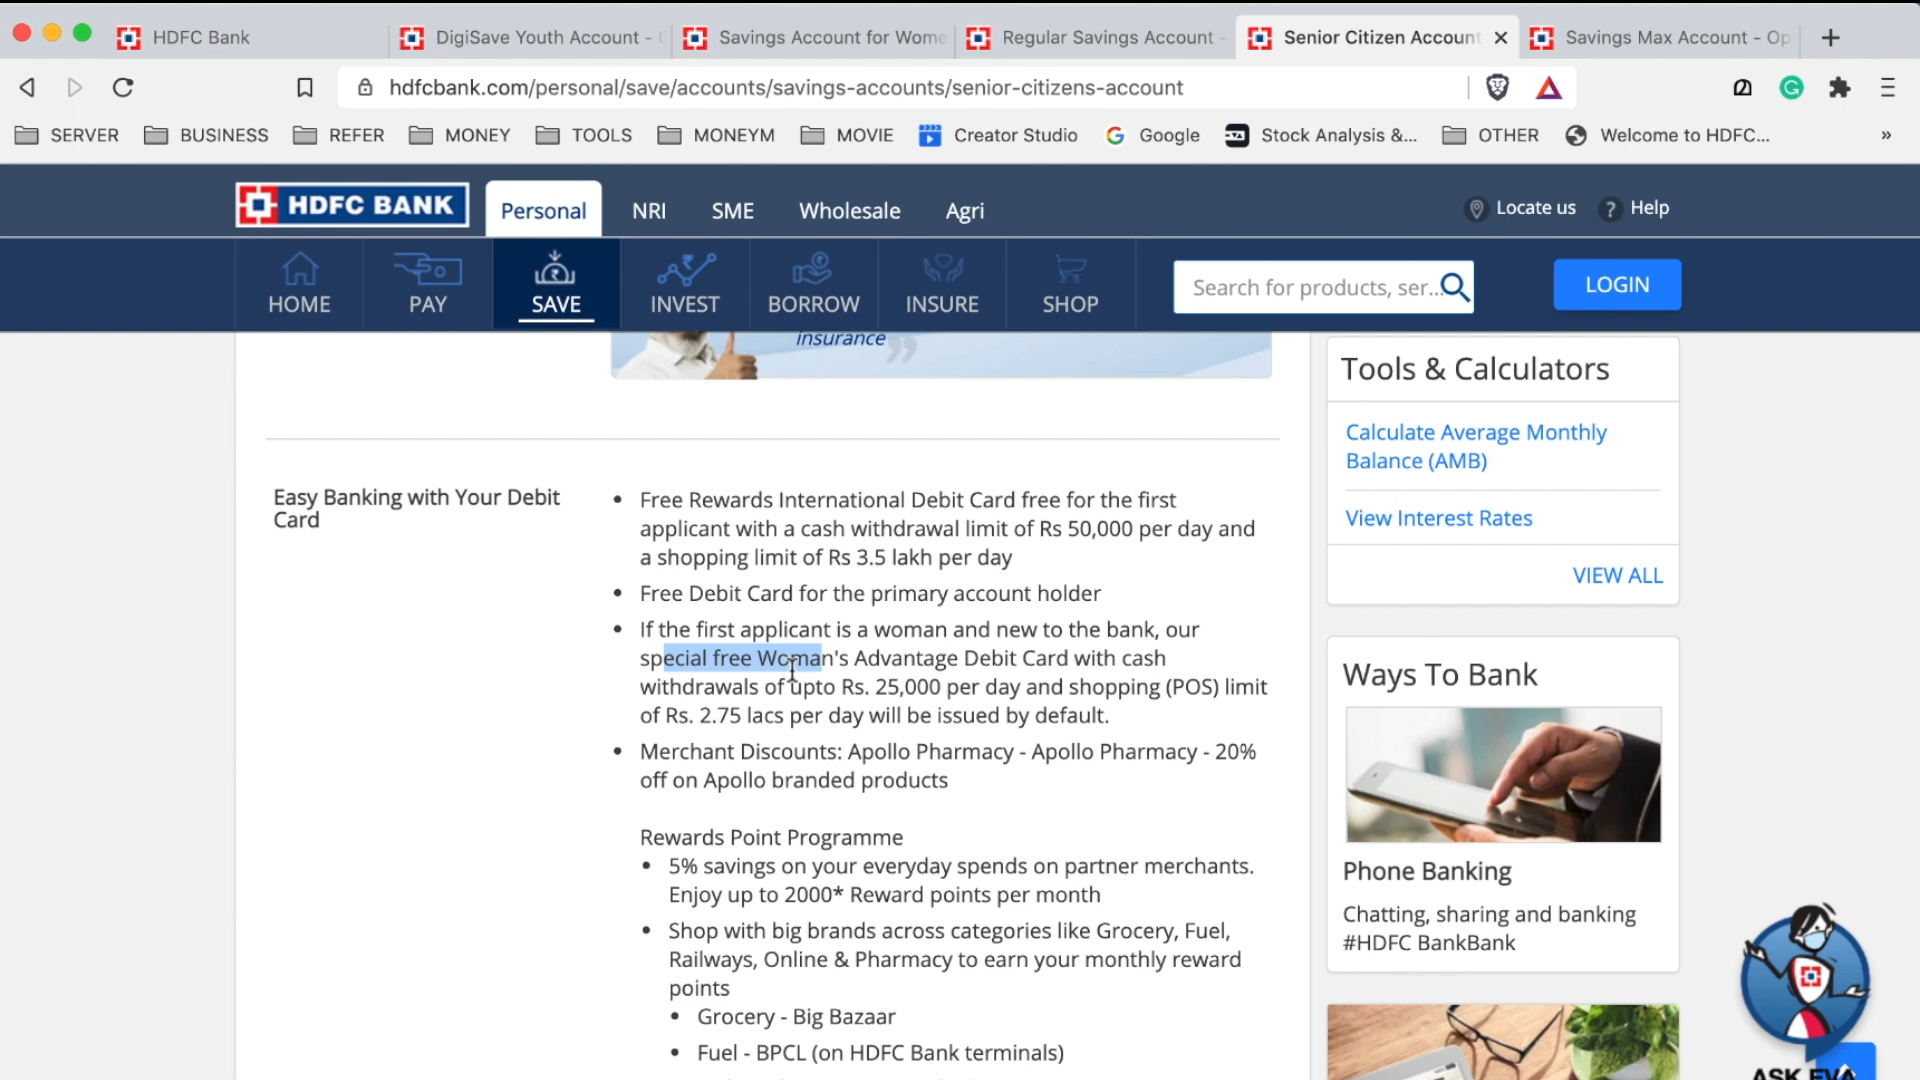 HDFC Bank
DigiSave Youth Account -
Savings Account for Wome
Regular Savings Account -
Senior Citizen Account
Savings Max Account - Op
hdfcbank.com/personal/save/accounts/savings-accounts/senior-citizens-account
SERVER BUSINESS REFER MONEY TOOLS MONEYM MOVIE Creator Studio Google Stock Analysis &... OTHER Welcome to HDFC... »
HDFC BANK Personal NRI SME Wholesale Agri Locate us ? Help
HOME PAY SAVE INVEST BORROW INSURE SHOP Search for products, ser... LOGIN
insurance ”
Easy Banking with Your Debit
Card
• Free Rewards International Debit Card free for the first
applicant with a cash withdrawal limit of Rs 50,000 per day and
a shopping limit of Rs 3.5 lakh per day
• Free Debit Card for the primary account holder
• If the first applicant is a woman and new to the bank, our
special free Woman's Advantage Debit Card with cash
withdrawals of upto Rs. 25,000 per day and shopping (POS) limit
of Rs. 2.75 lacs per day will be issued by default.
• Merchant Discounts: Apollo Pharmacy - Apollo Pharmacy - 20%
off on Apollo branded products
Rewards Point Programme
• 5% savings on your everyday spends on partner merchants.
Enjoy up to 2000* Reward points per month
• Shop with big brands across categories like Grocery, Fuel,
Railways, Online & Pharmacy to earn your monthly reward
points
• Grocery - Big Bazaar
• Fuel - BPCL (on HDFC Bank terminals)
Tools & Calculators
Calculate Average Monthly
Balance (AMB)
View Interest Rates
VIEW ALL
Ways To Bank
Phone Banking
Chatting, sharing and banking
#HDFC BankBank
ASK EVA